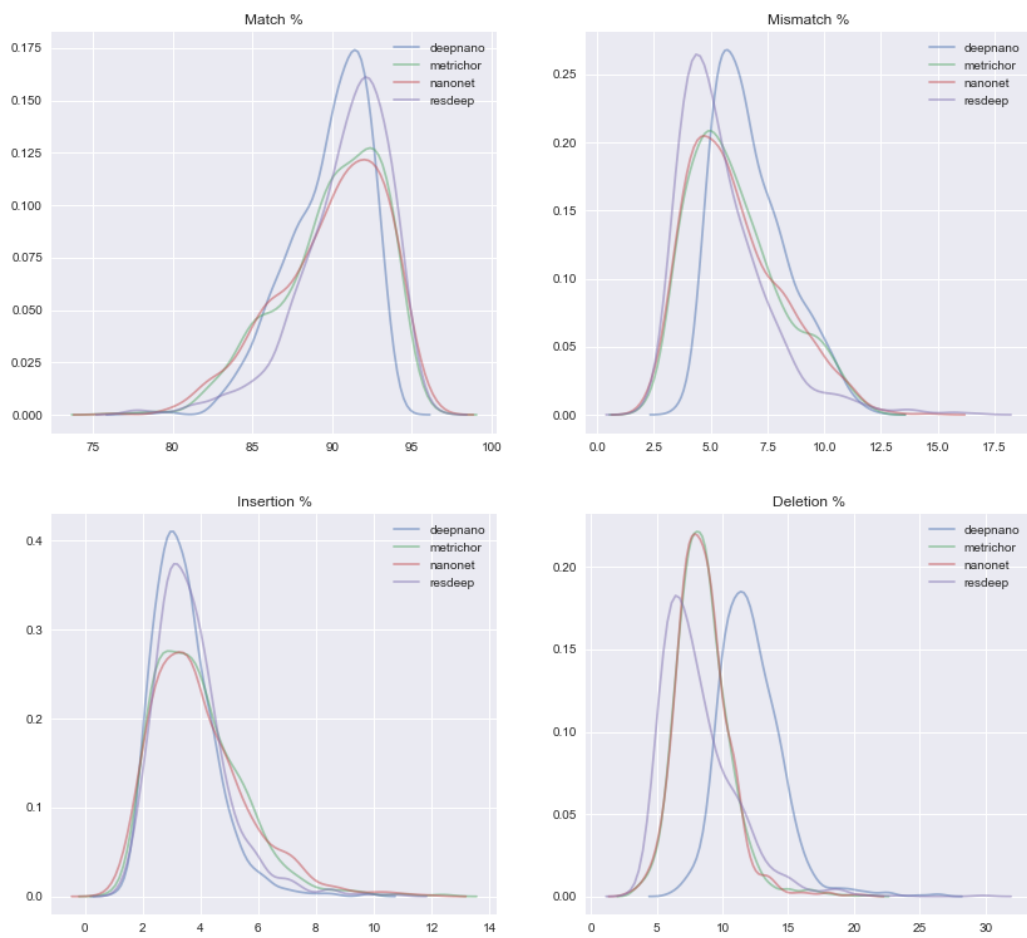 Match %
0.175
0.150
0.125
0.100
0.075
0.050
0.025
0.000
75 80 85 90 95 100
deepnano
metrichor
nanonet
resdeep
Mismatch %
0.25
0.20
0.15
0.10
0.05
0.00
0.0 2.5 5.0 7.5 10.0 12.5 15.0 17.5
deepnano
metrichor
nanonet
resdeep
Insertion %
0.4
0.3
0.2
0.1
0.0
0 2 4 6 8 10 12 14
deepnano
metrichor
nanonet
resdeep
Deletion %
0.20
0.15
0.10
0.05
0.00
0 5 10 15 20 25 30
deepnano
metrichor
nanonet
resdeep